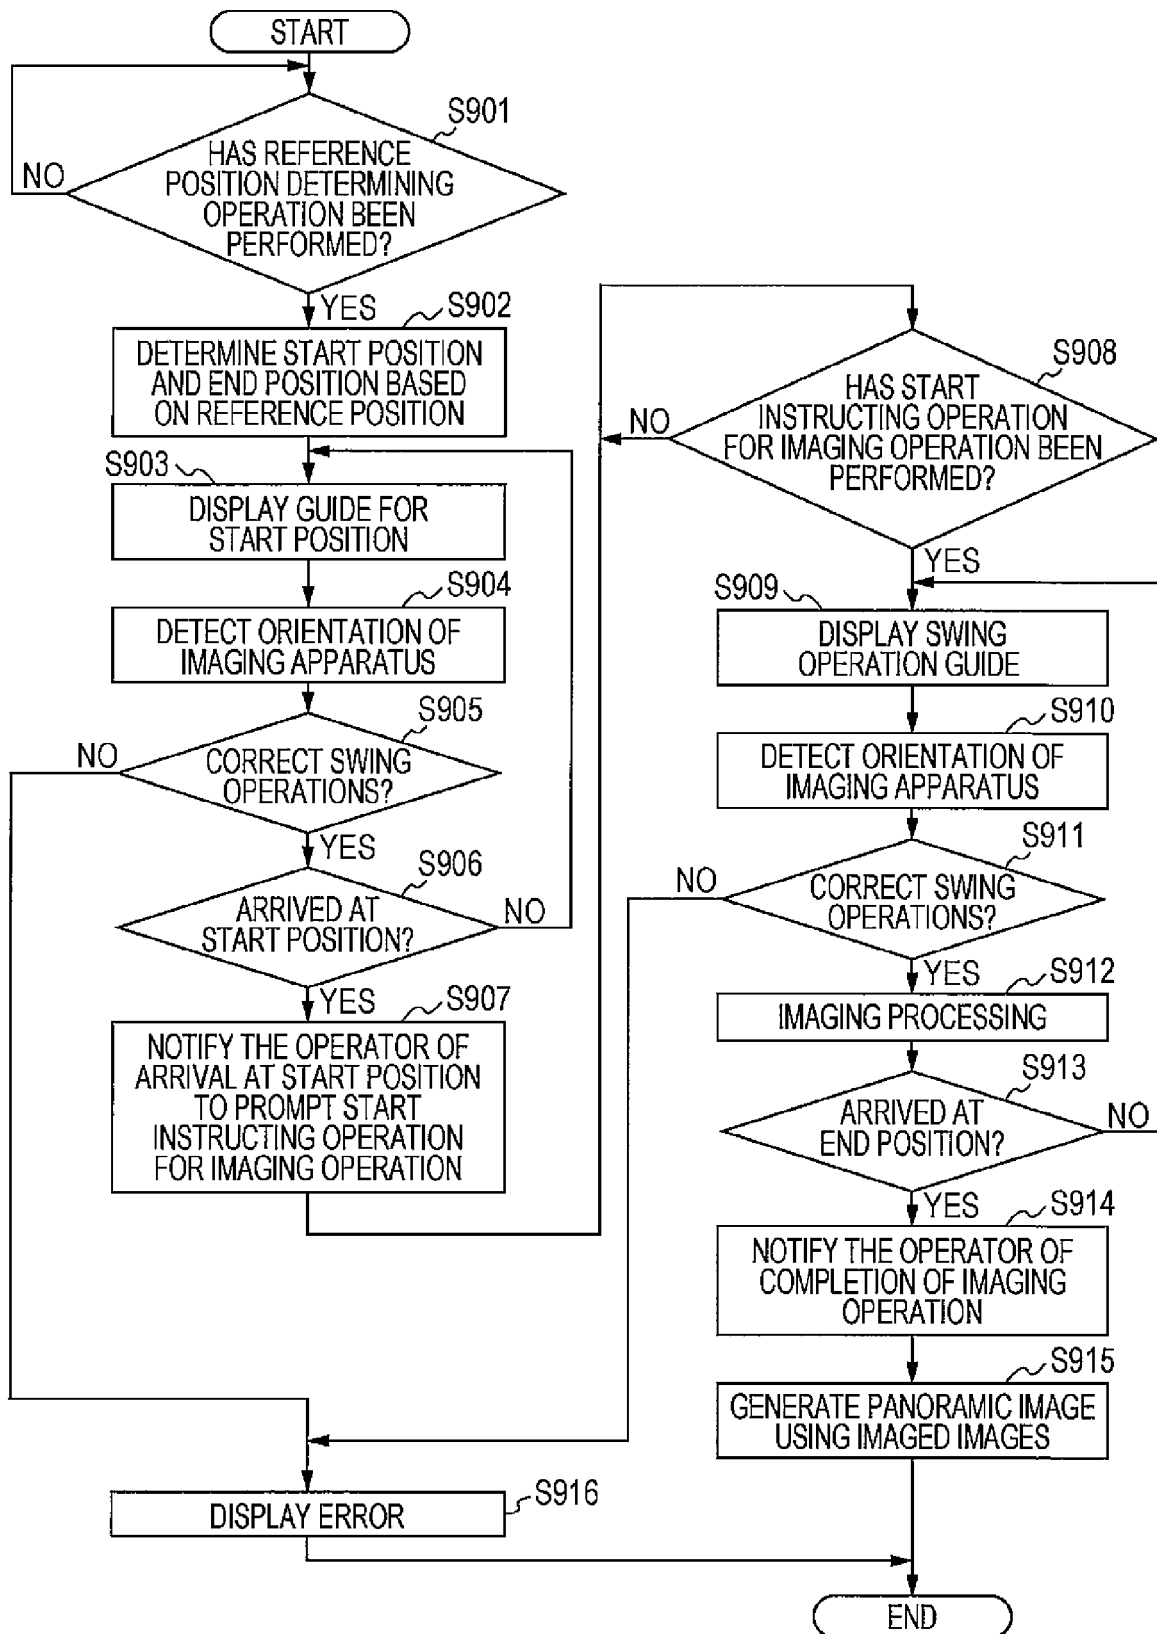 START
S901
HAS REFERENCE
POSITION DETERMINING
OPERATION BEEN
PERFORMED?
NO
YES
S902
DETERMINE START POSITION
AND END POSITION BASED
ON REFERENCE POSITION
S903
DISPLAY GUIDE FOR
START POSITION
S904
DETECT ORIENTATION OF
IMAGING APPARATUS
S905
NO
CORRECT SWING
OPERATIONS?
YES
S906
ARRIVED AT
START POSITION?
NO
YES
S907
NOTIFY THE OPERATOR OF
ARRIVAL AT START POSITION
TO PROMPT START
INSTRUCTING OPERATION
FOR IMAGING OPERATION
S908
HAS START
INSTRUCTING OPERATION
FOR IMAGING OPERATION BEEN
PERFORMED?
NO
YES
S909
DISPLAY SWING
OPERATION GUIDE
S910
DETECT ORIENTATION OF
IMAGING APPARATUS
S911
NO
CORRECT SWING
OPERATIONS?
YES
S912
IMAGING PROCESSING
S913
ARRIVED AT
END POSITION?
NO
YES
S914
NOTIFY THE OPERATOR OF
COMPLETION OF IMAGING
OPERATION
S915
GENERATE PANORAMIC IMAGE
USING IMAGED IMAGES
S916
DISPLAY ERROR
END